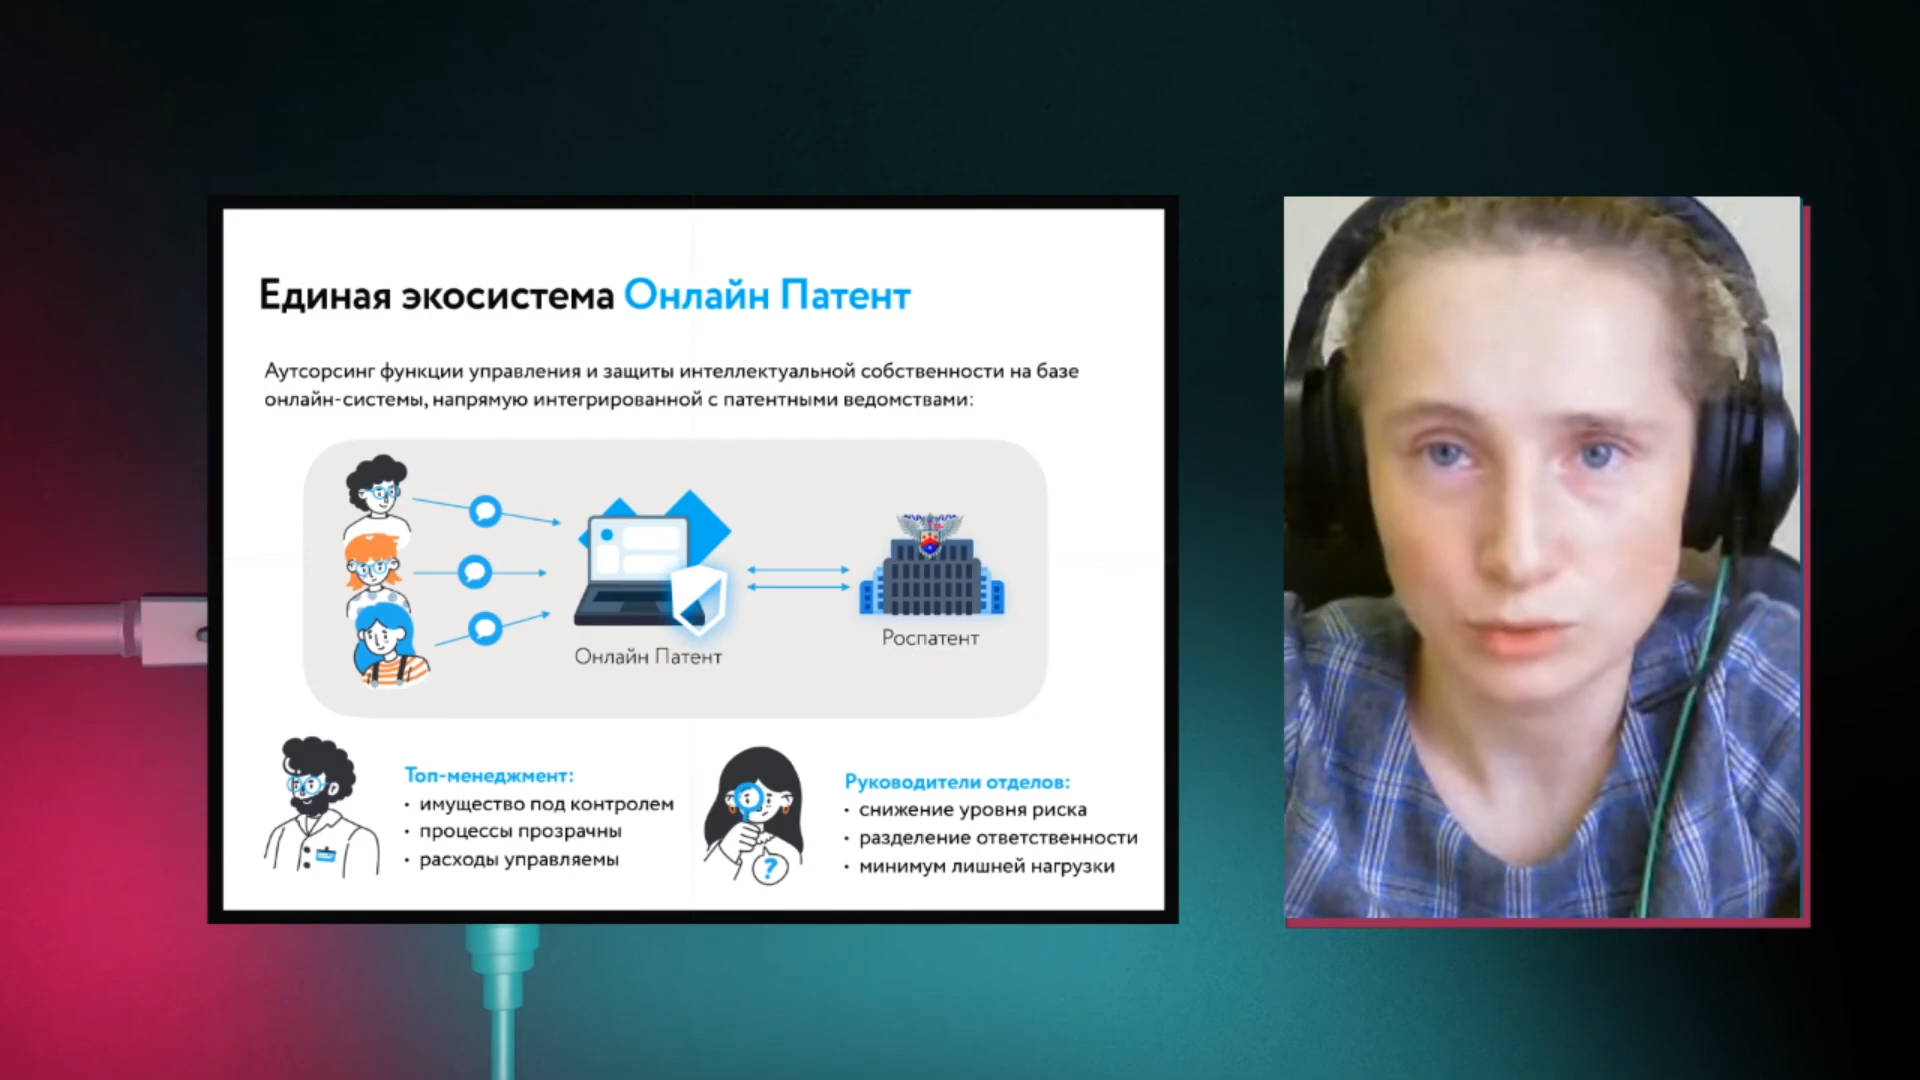 Единая экосистема Онлайн Патент
Аутсорсинг функции управления и защиты интеллектуальной собственности на базе
онлайн-системы, напрямую интегрированной с патентными ведомствами:
Онлайн Патент
Роспатент
Топ-менеджмент:
• имущество под контролем
• процессы прозрачны
• расходы управляемы
?
Руководители отделов:
• снижение уровня риска
• разделение ответственности
• минимум лишней нагрузки